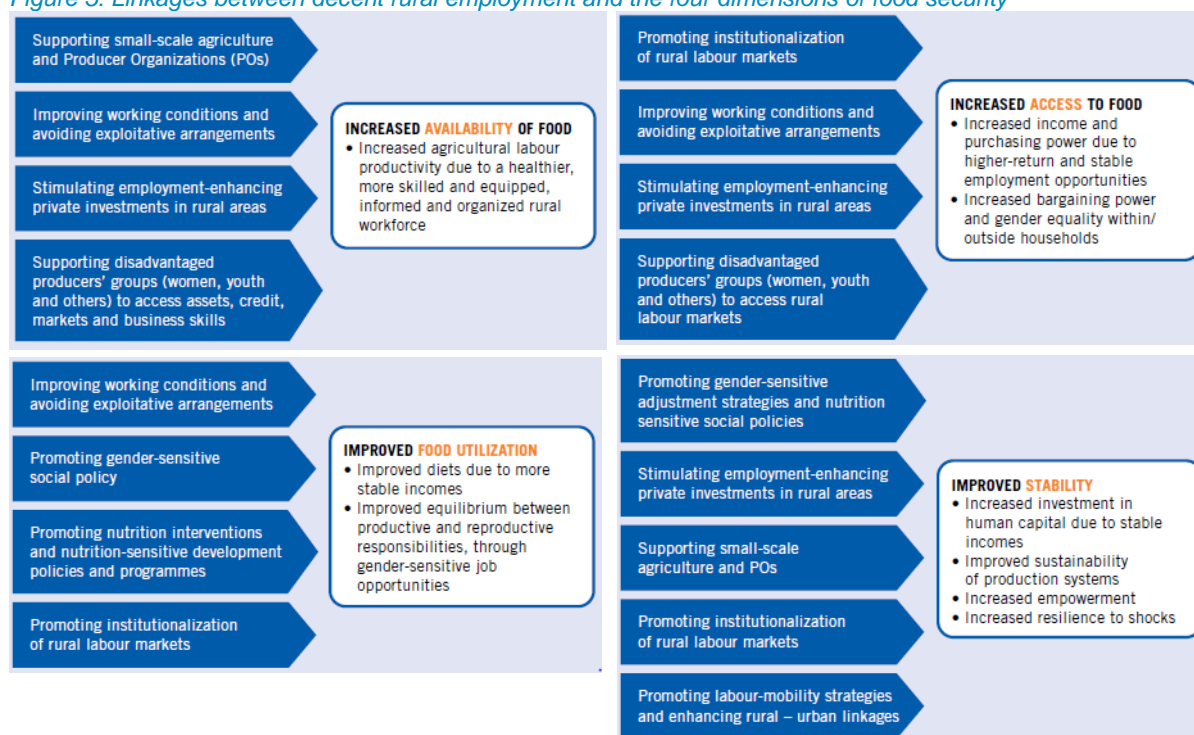 Figure 5. Linkages between decent rural employment and the four dimensions of food security
Supporting small-scale agriculture
and Producer Organizations (POs)
Improving working conditions and
avoiding exploitative arrangements
Stimulating employment-enhancing
private investments in rural areas
Supporting disadvantaged
producers’ groups (women, youth
and others) to access assets, credit,
markets and business skills
INCREASED AVAILABILITY OF FOOD
• Increased agricultural labour
productivity due to a healthier,
more skilled and equipped,
informed and organized rural
workforce
Promoting institutionalization
of rural labour markets
Improving working conditions and
avoiding exploitative arrangements
Stimulating employment-enhancing
private investments in rural areas
Supporting disadvantaged
producers’ groups (women, youth
and others) to access rural
labour markets
INCREASED ACCESS TO FOOD
• Increased income and
purchasing power due to
higher-return and stable
employment opportunities
• Increased bargaining power
and gender equality within/
outside households
Improving working conditions and
avoiding exploitative arrangements
Promoting gender-sensitive
social policy
Promoting nutrition interventions
and nutrition-sensitive development
policies and programmes
Promoting institutionalization
of rural labour markets
IMPROVED FOOD UTILIZATION
• Improved diets due to more
stable incomes
• Improved equilibrium between
productive and reproductive
responsibilities, through
gender-sensitive job
opportunities
Promoting gender-sensitive
adjustment strategies and nutrition
sensitive social policies
Stimulating employment-enhancing
private investments in rural areas
Supporting small-scale
agriculture and POs
Promoting institutionalization
of rural labour markets
Promoting labour-mobility strategies
and enhancing rural – urban linkages
IMPROVED STABILITY
• Increased investment in
human capital due to stable
incomes
• Improved sustainability
of production systems
• Increased empowerment
• Increased resilience to shocks